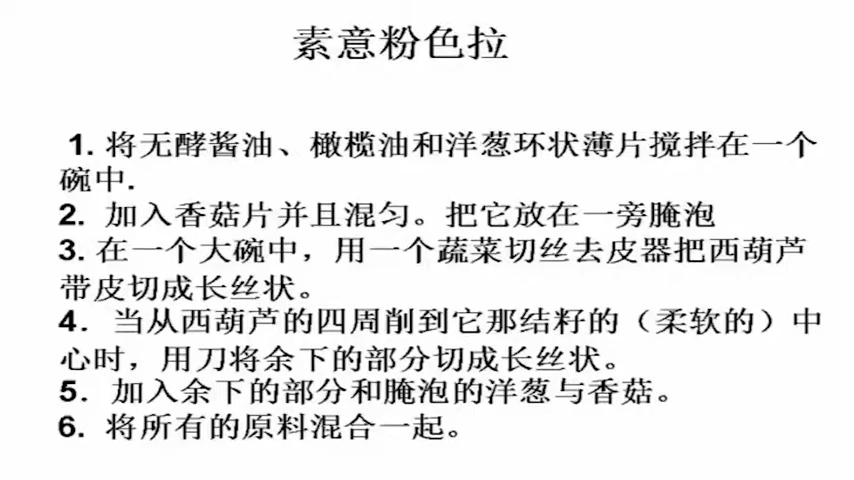 素意粉色拉
1. 将无酵酱油、橄榄油和洋葱环状薄片搅拌在一个
碗中.
2. 加入香菇片并且混匀。把它放在一旁腌泡
3. 在一个大碗中，用一个蔬菜切丝去皮器把西葫芦
带皮切成长丝状。
4. 当从西葫芦的四周削到它那结籽的（柔软的）中
心时，用刀将余下的部分切成长丝状。
5. 加入余下的部分和腌泡的洋葱与香菇。
6. 将所有的原料混合一起。